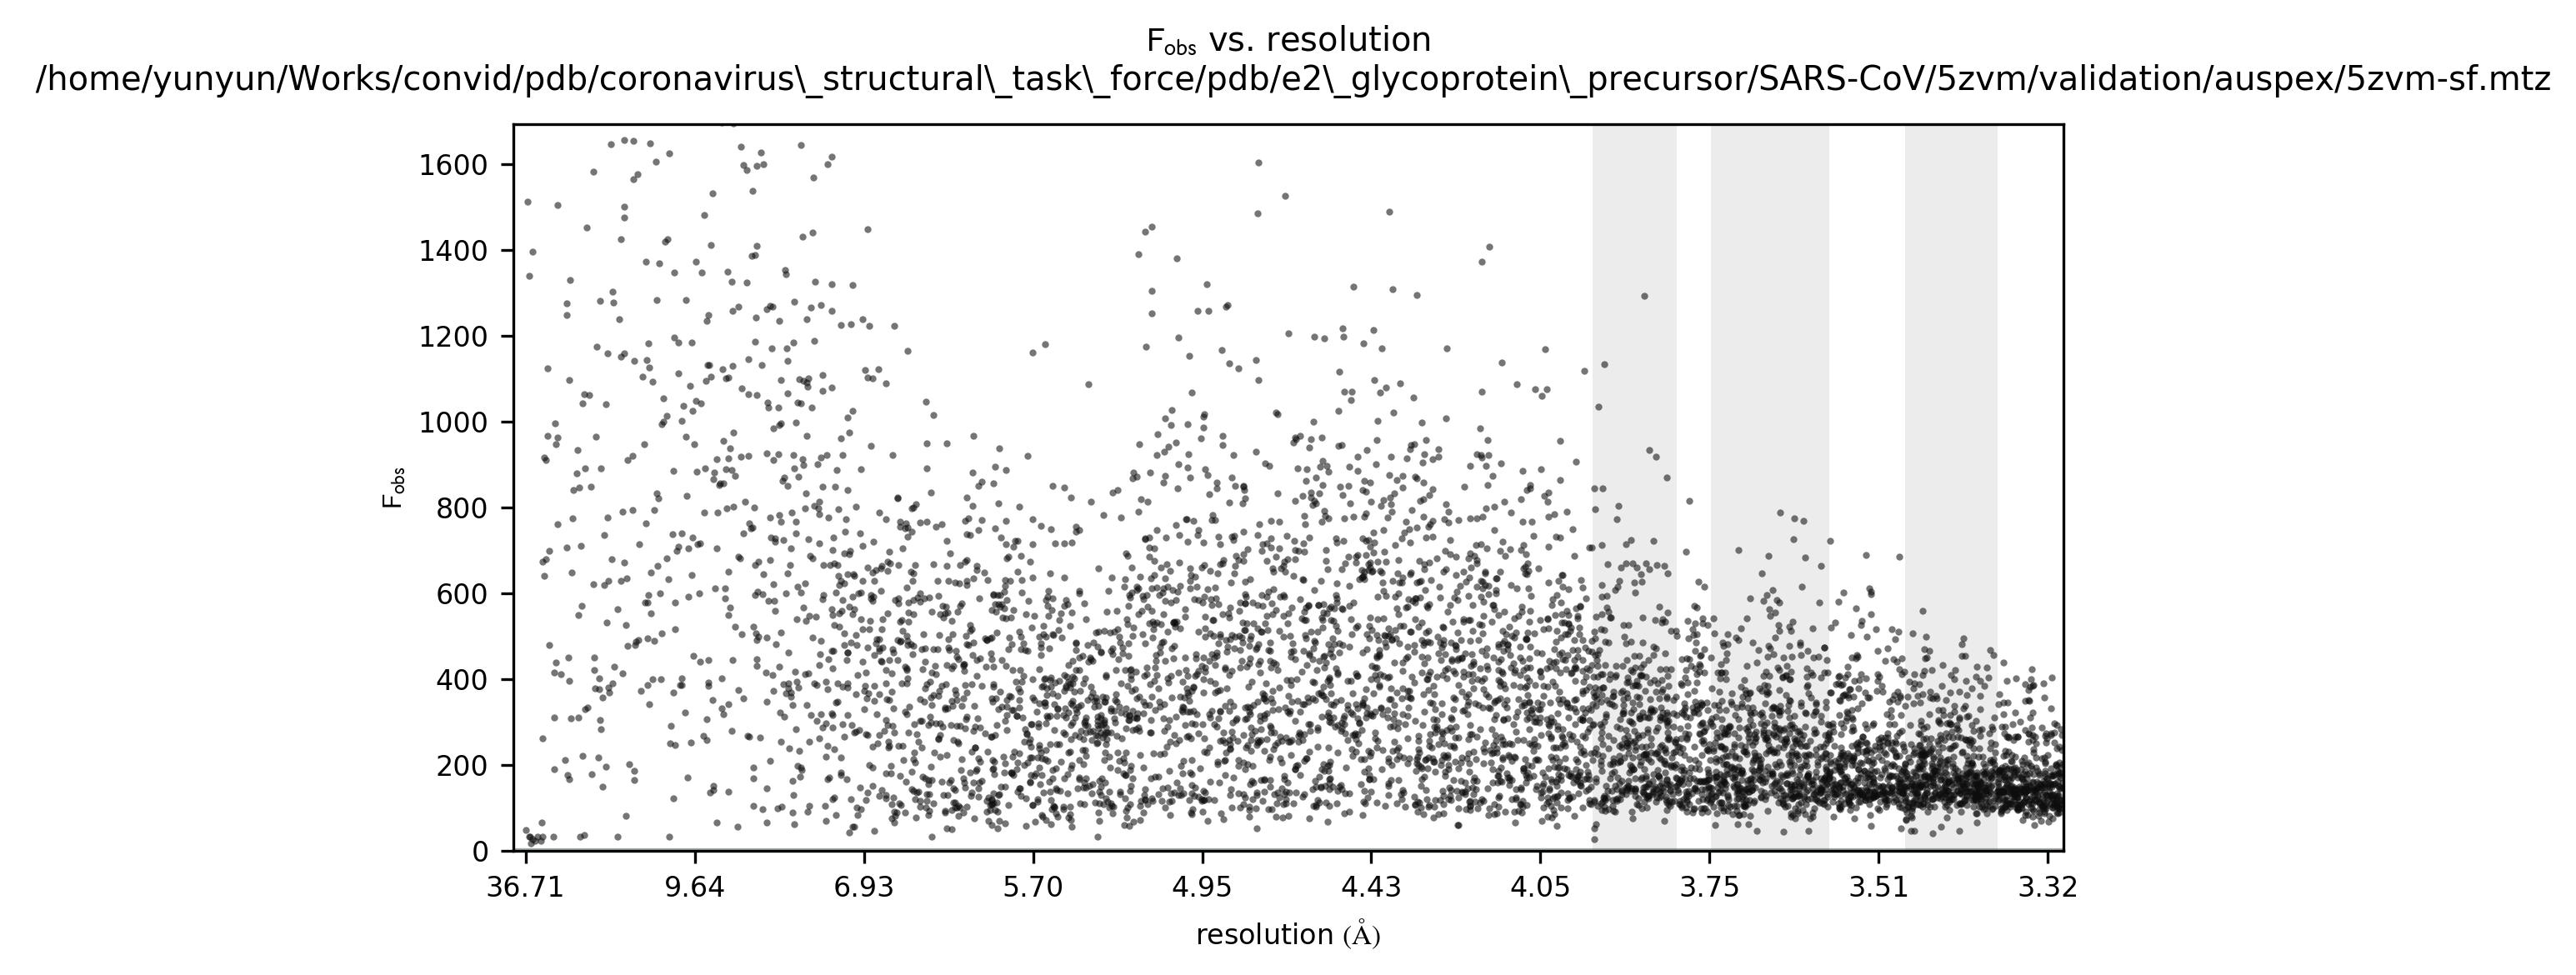 Fobs vs. resolution
/home/yunyun/Works/convid/pdb/coronavirus\_structural\_task\_force/pdb/e2\_glycoprotein\_precursor/SARS-CoV/5zvm/validation/auspex/5zvm-sf.mtz
1600
1400
1200
1000
800
600
400
200
0
Fobs
36.71 9.64 6.93 5.70 4.95 4.43 4.05 3.75 3.51 3.32
resolution (Å)